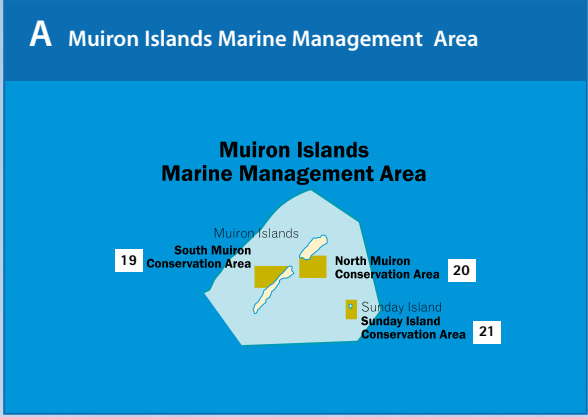 A Muiron Islands Marine Management Area
Muiron Islands
Marine Management Area
Muiron Islands
19
South Muiron
Conservation Area
North Muiron
Conservation Area
20
Sunday Island
Sunday Island
Conservation Area
21